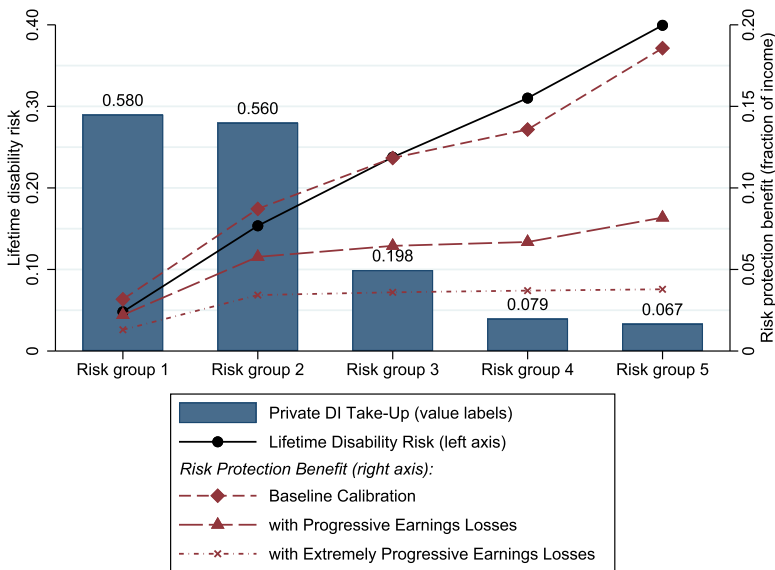 Lifetime disability risk
0.40
0.30
0.20
0.10
0
0.580
0.560
0.198
0.079
0.067
0.20
0.15
0.10
0.05
0
Risk protection benefit (fraction of income)
Risk group 1
Risk group 2
Risk group 3
Risk group 4
Risk group 5
Private DI Take-Up (value labels)
Lifetime Disability Risk (left axis)
Risk Protection Benefit (right axis):
Baseline Calibration
with Progressive Earnings Losses
with Extremely Progressive Earnings Losses